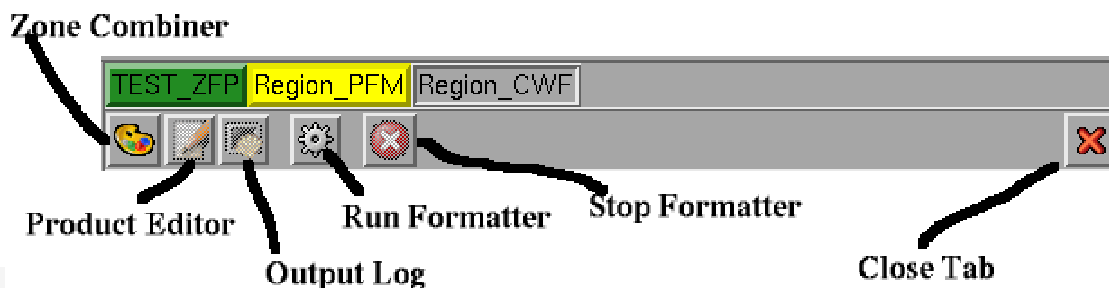 Zone Combiner
TEST_ZFP Region_PFM Region_CWF
Product Editor
Run Formatter
Stop Formatter
Output Log
Close Tab